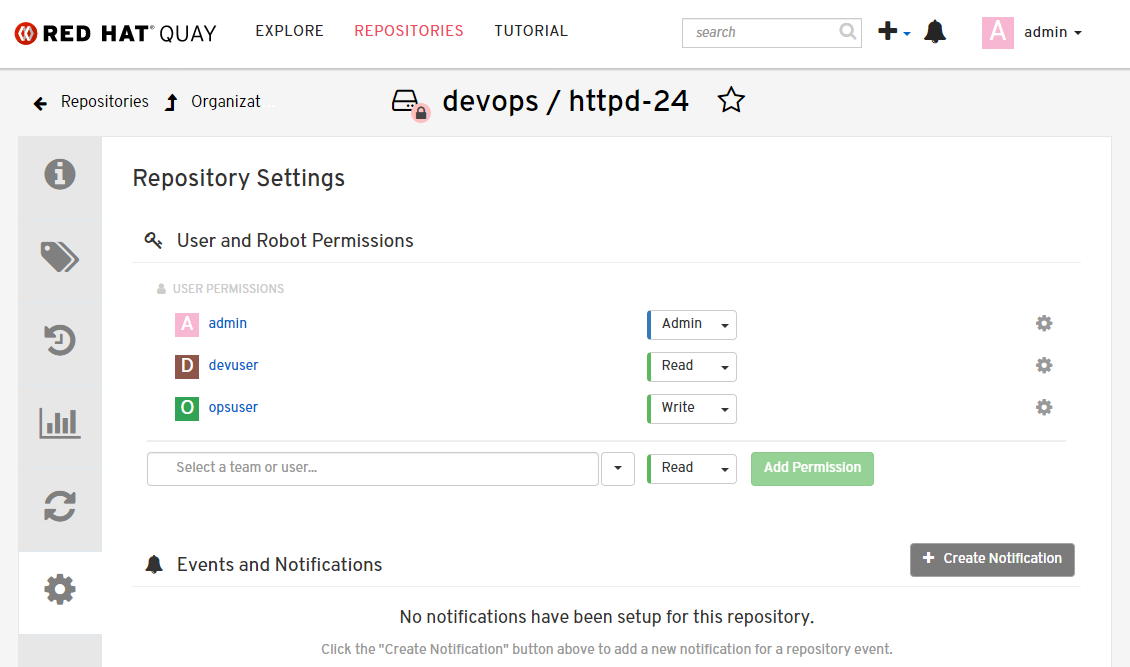 RED HAT® QUAY EXPLORE REPOSITORIES TUTORIAL search A admin
Repositories Organizat devops / httpd-24
Repository Settings
User and Robot Permissions
USER PERMISSIONS
A admin Admin
D devuser Read
O opsuser Write
Select a team or user... Read Add Permission
Events and Notifications + Create Notification
No notifications have been setup for this repository.
Click the "Create Notification" button above to add a new notification for a repository event.